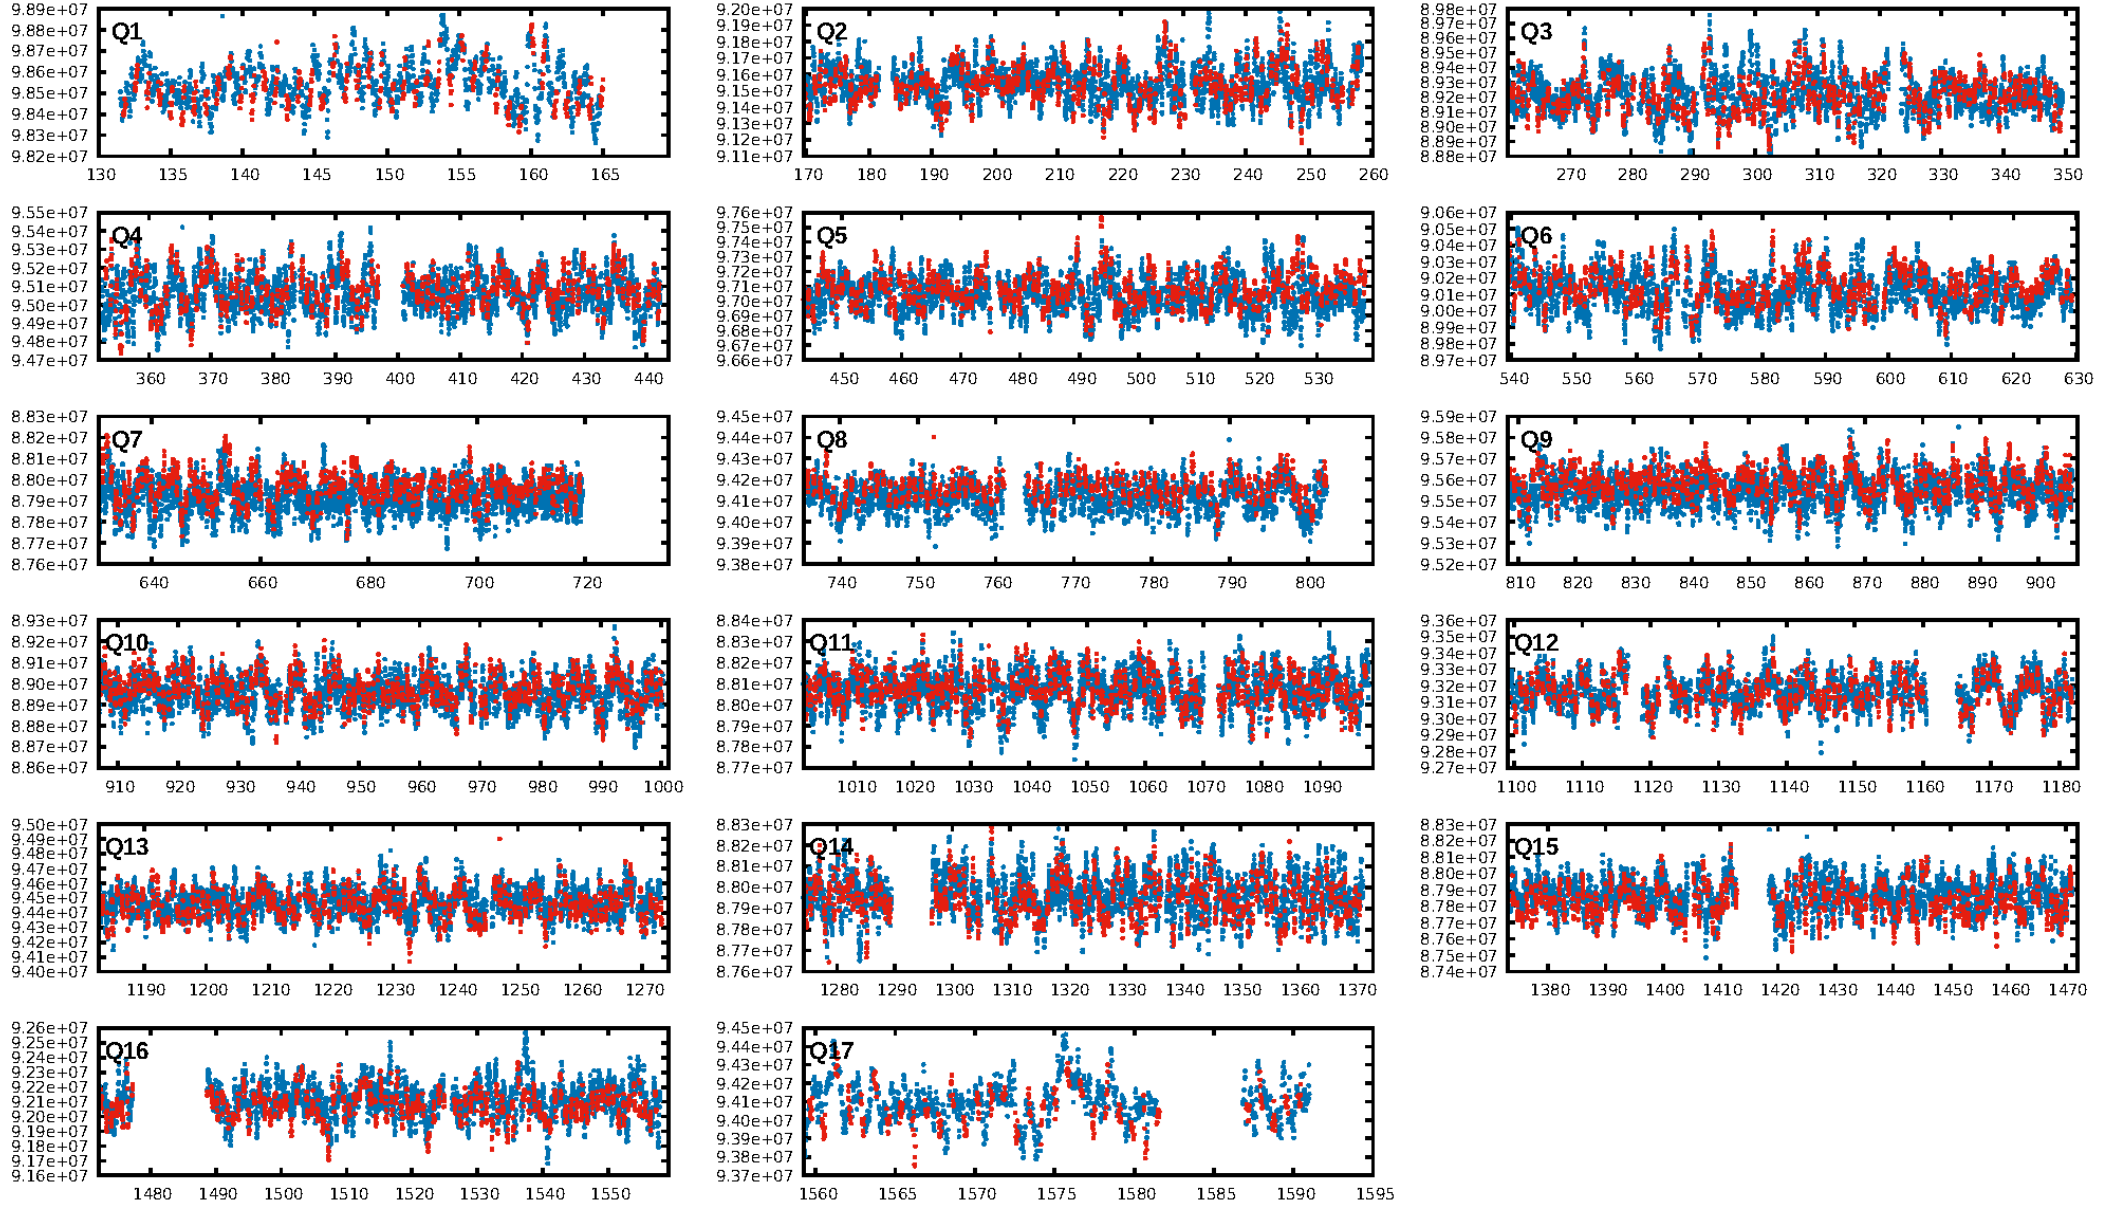 9.89e+07
9.88e+07
9.87e+07
9.86e+07
9.85e+07
9.84e+07
9.83e+07
9.82e+07
Q1
130 135 140 145 150 155 160 165
9.20e+07
9.19e+07
9.18e+07
9.17e+07
9.16e+07
9.15e+07
9.14e+07
9.13e+07
9.12e+07
9.11e+07
Q2
170 180 190 200 210 220 230 240 250 260
8.98e+07
8.97e+07
8.96e+07
8.95e+07
8.94e+07
8.93e+07
8.92e+07
8.91e+07
8.90e+07
8.89e+07
8.88e+07
Q3
270 280 290 300 310 320 330 340 350
9.55e+07
9.54e+07
9.53e+07
9.52e+07
9.51e+07
9.50e+07
9.49e+07
9.48e+07
9.47e+07
Q4
360 370 380 390 400 410 420 430 440
9.76e+07
9.75e+07
9.74e+07
9.73e+07
9.72e+07
9.71e+07
9.70e+07
9.69e+07
9.68e+07
9.67e+07
9.66e+07
Q5
450 460 470 480 490 500 510 520 530
9.06e+07
9.05e+07
9.04e+07
9.03e+07
9.02e+07
9.01e+07
9.00e+07
8.99e+07
8.98e+07
8.97e+07
Q6
540 550 560 570 580 590 600 610 620 630
8.83e+07
8.82e+07
8.81e+07
8.80e+07
8.79e+07
8.78e+07
8.77e+07
8.76e+07
Q7
640 660 680 700 720
9.45e+07
9.44e+07
9.43e+07
9.42e+07
9.41e+07
9.40e+07
9.39e+07
9.38e+07
Q8
740 750 760 770 780 790 800
9.59e+07
9.58e+07
9.57e+07
9.56e+07
9.55e+07
9.54e+07
9.53e+07
9.52e+07
Q9
810 820 830 840 850 860 870 880 890 900
8.93e+07
8.92e+07
8.91e+07
8.90e+07
8.89e+07
8.88e+07
8.87e+07
8.86e+07
Q10
910 920 930 940 950 960 970 980 990 1000
8.84e+07
8.83e+07
8.82e+07
8.81e+07
8.80e+07
8.79e+07
8.78e+07
8.77e+07
Q11
1010 1020 1030 1040 1050 1060 1070 1080 1090
9.36e+07
9.35e+07
9.34e+07
9.33e+07
9.32e+07
9.31e+07
9.30e+07
9.29e+07
9.28e+07
9.27e+07
Q12
1100 1110 1120 1130 1140 1150 1160 1170 1180
9.50e+07
9.49e+07
9.48e+07
9.47e+07
9.46e+07
9.45e+07
9.44e+07
9.43e+07
9.42e+07
9.41e+07
9.40e+07
Q13
1190 1200 1210 1220 1230 1240 1250 1260 1270
8.83e+07
8.82e+07
8.81e+07
8.80e+07
8.79e+07
8.78e+07
8.77e+07
8.76e+07
Q14
1280 1290 1300 1310 1320 1330 1340 1350 1360 1370
8.83e+07
8.82e+07
8.81e+07
8.80e+07
8.79e+07
8.78e+07
8.77e+07
8.76e+07
8.75e+07
8.74e+07
Q15
1380 1390 1400 1410 1420 1430 1440 1450 1460 1470
9.26e+07
9.25e+07
9.24e+07
9.23e+07
9.22e+07
9.21e+07
9.20e+07
9.19e+07
9.18e+07
9.17e+07
9.16e+07
Q16
1480 1490 1500 1510 1520 1530 1540 1550
9.45e+07
9.44e+07
9.43e+07
9.42e+07
9.41e+07
9.40e+07
9.39e+07
9.38e+07
9.37e+07
Q17
1560 1565 1570 1575 1580 1585 1590 1595